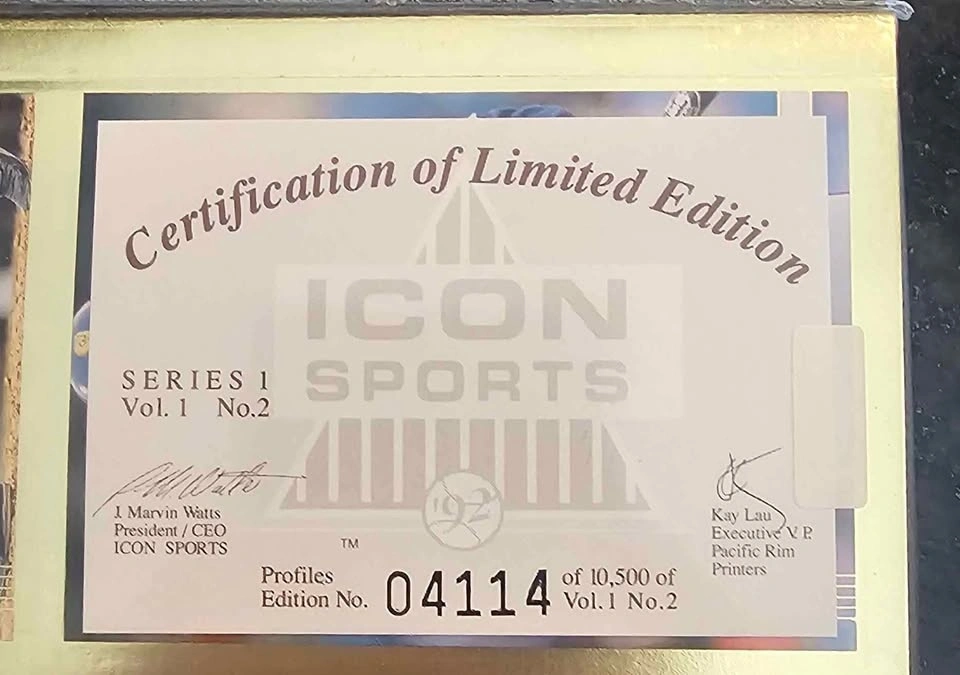 Certification of Limited Edition
ICON
SPORTS
SERIES 1
Vol. 1 No.2
J. Marvin Watts
President / CEO
ICON SPORTS
'92
TM
Kay Lau
Executive V.P.
Pacific Rim
Printers
Profiles
Edition No. 04114 of 10,500 of
Vol.1 No.2